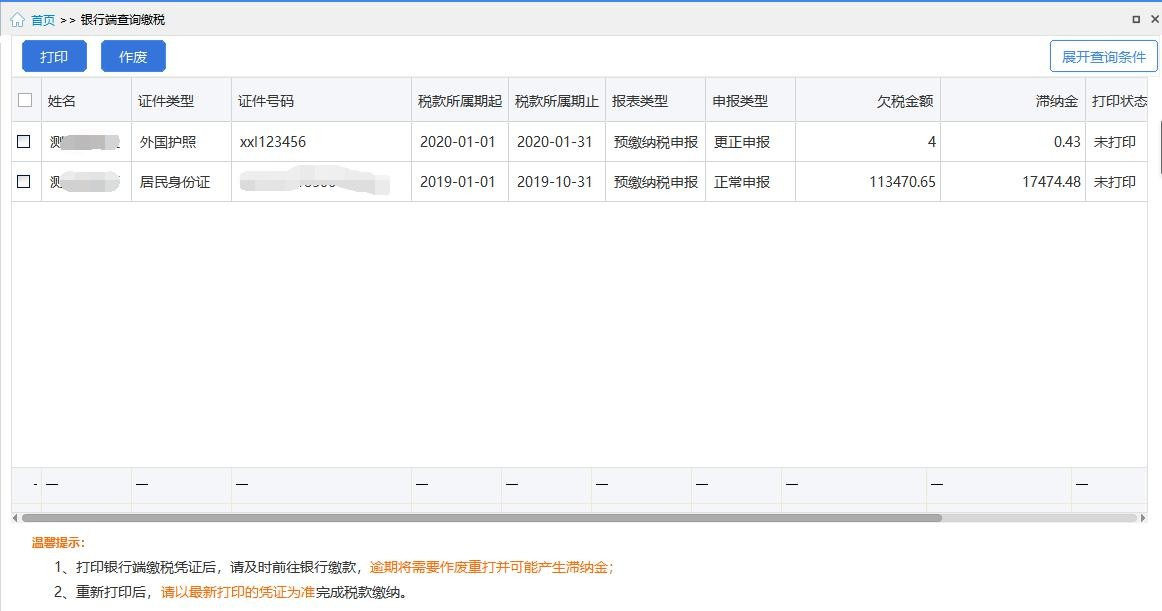 首页 >> 银行端查询缴税
打印 作废 展开查询条件
姓名 证件类型 证件号码 税款所属期起 税款所属期止 报表类型 申报类型 欠税金额 滞纳金 打印状态
测 外国护照 xxl123456 2020-01-01 2020-01-31 预缴纳税申报 更正申报 4 0.43 未打印
测 居民身份证 2019-01-01 2019-10-31 预缴纳税申报 正常申报 113470.65 17474.48 未打印
- — — — — — — — — — —
温馨提示：
1、打印银行端缴税凭证后，请及时前往银行缴款，逾期将需要作废重打并可能产生滞纳金；
2、重新打印后，请以最新打印的凭证为准完成税款缴纳。